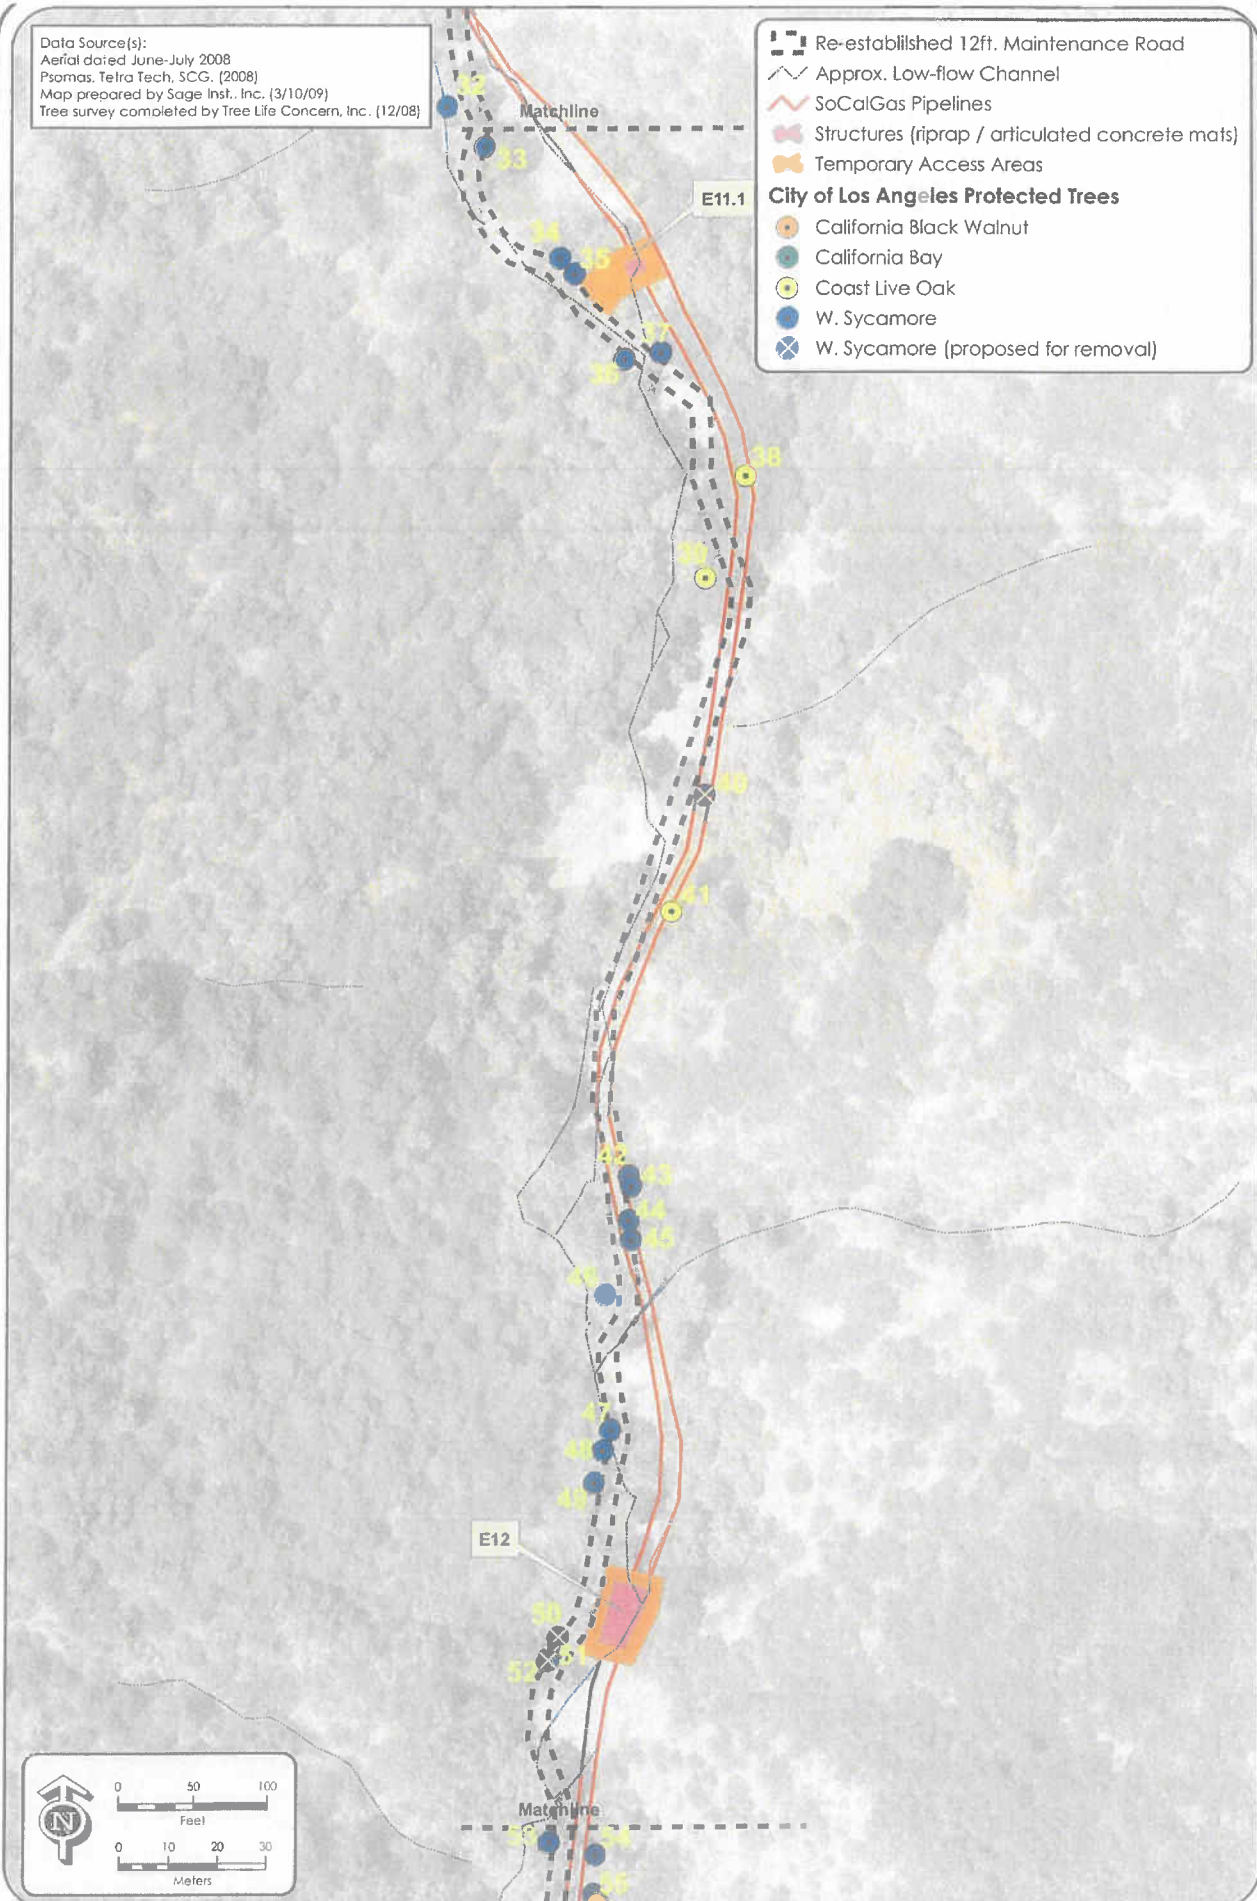 Data Source(s):
Aerial dated June-July 2008
Psomas, Tetra Tech, SCG. (2008)
Map prepared by Sage Inst., Inc. (3/10/09)
Tree survey completed by Tree Life Concern, Inc. (12/08)
Re-establilshed 12ft. Maintenance Road
Approx. Low-flow Channel
SoCalGas Pipelines
Structures (riprap / articulated concrete mats)
Temporary Access Areas
City of Los Angeles Protected Trees
California Black Walnut
California Bay
Coast Live Oak
W. Sycamore
W. Sycamore (proposed for removal)
32
Matchline
33
E11.1
34
35
37
36
38
39
40
41
42
43
44
45
46
47
48
49
E12
50
51
52
Matchline
53
54
N
0 50 100
Feet
0 10 20 30
Meters